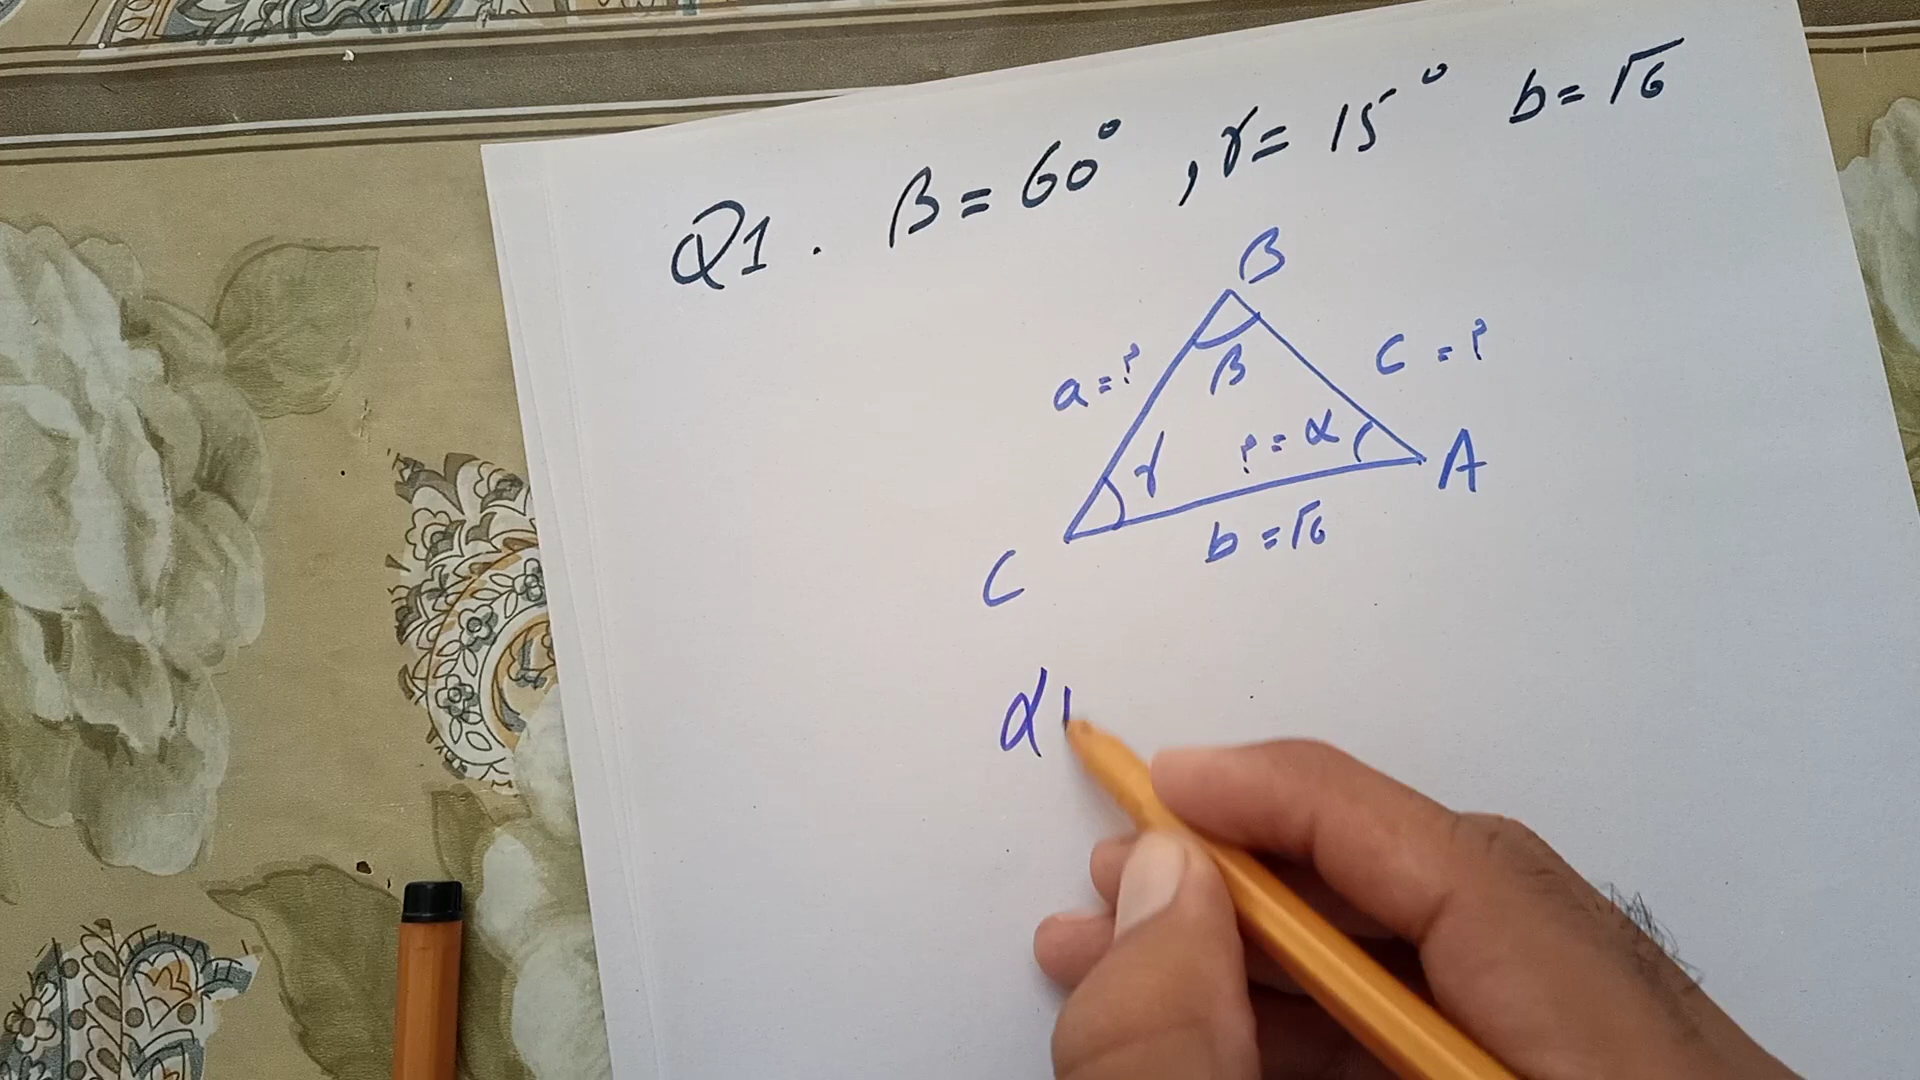 Q1. β = 60°, γ = 15° b = √6
B
a = ?
β
c = ?
γ
? = α
A
b = √6
C
α